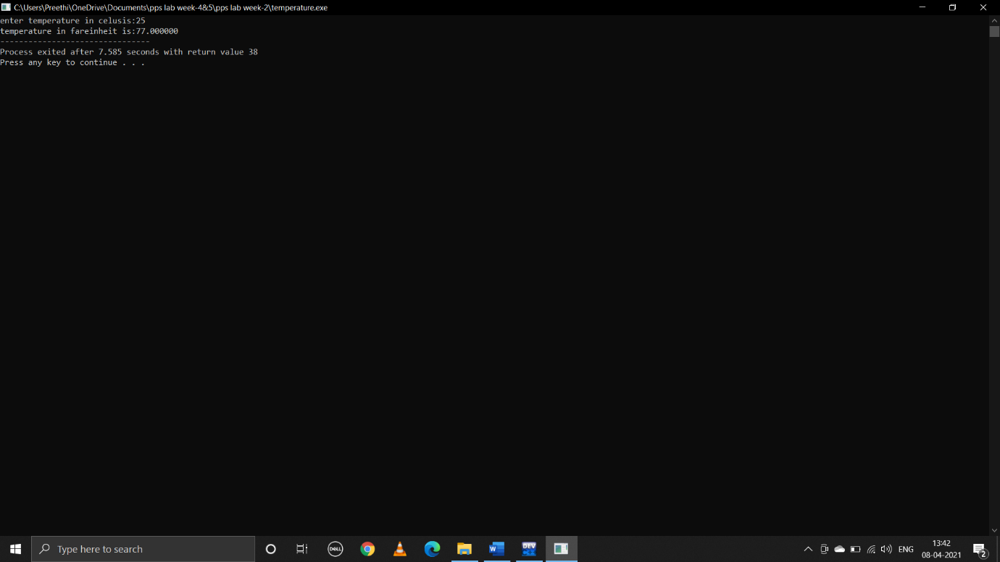 C:\Users\Preethi\OneDrive\Documents\pps lab week-4&5\pps lab week-2\temperature.exe
enter temperature in celusis:25
temperature in fareinheit is:77.000000
--------------------------------
Process exited after 7.585 seconds with return value 38
Press any key to continue . . .
Type here to search
DELL
W
DEV
C++
ENG
13:42
08-04-2021
2